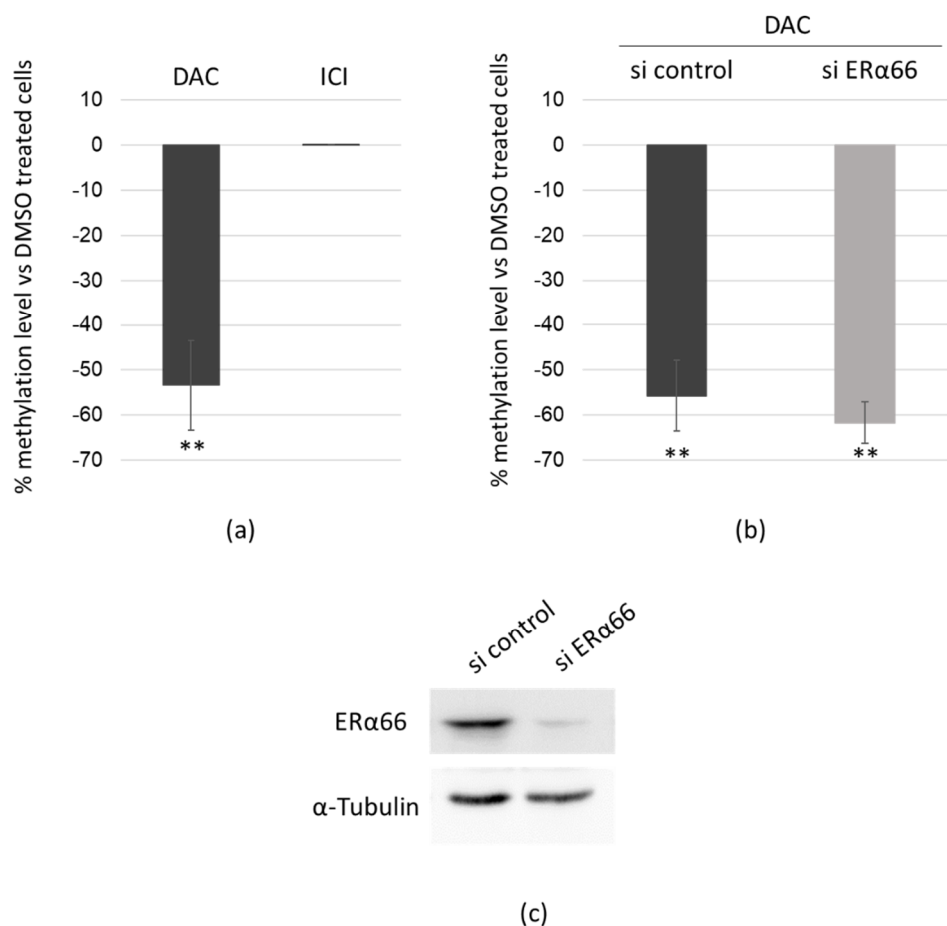 DAC ICI
% methylation level vs DMSO treated cells
10
0
-10
-20
-30
-40
-50
-60
-70
**
(a)
DAC
si control si ERα66
% methylation level vs DMSO treated cells
10
0
-10
-20
-30
-40
-50
-60
-70
** **
(b)
si control si ERα66
ERα66
α-Tubulin
(c)